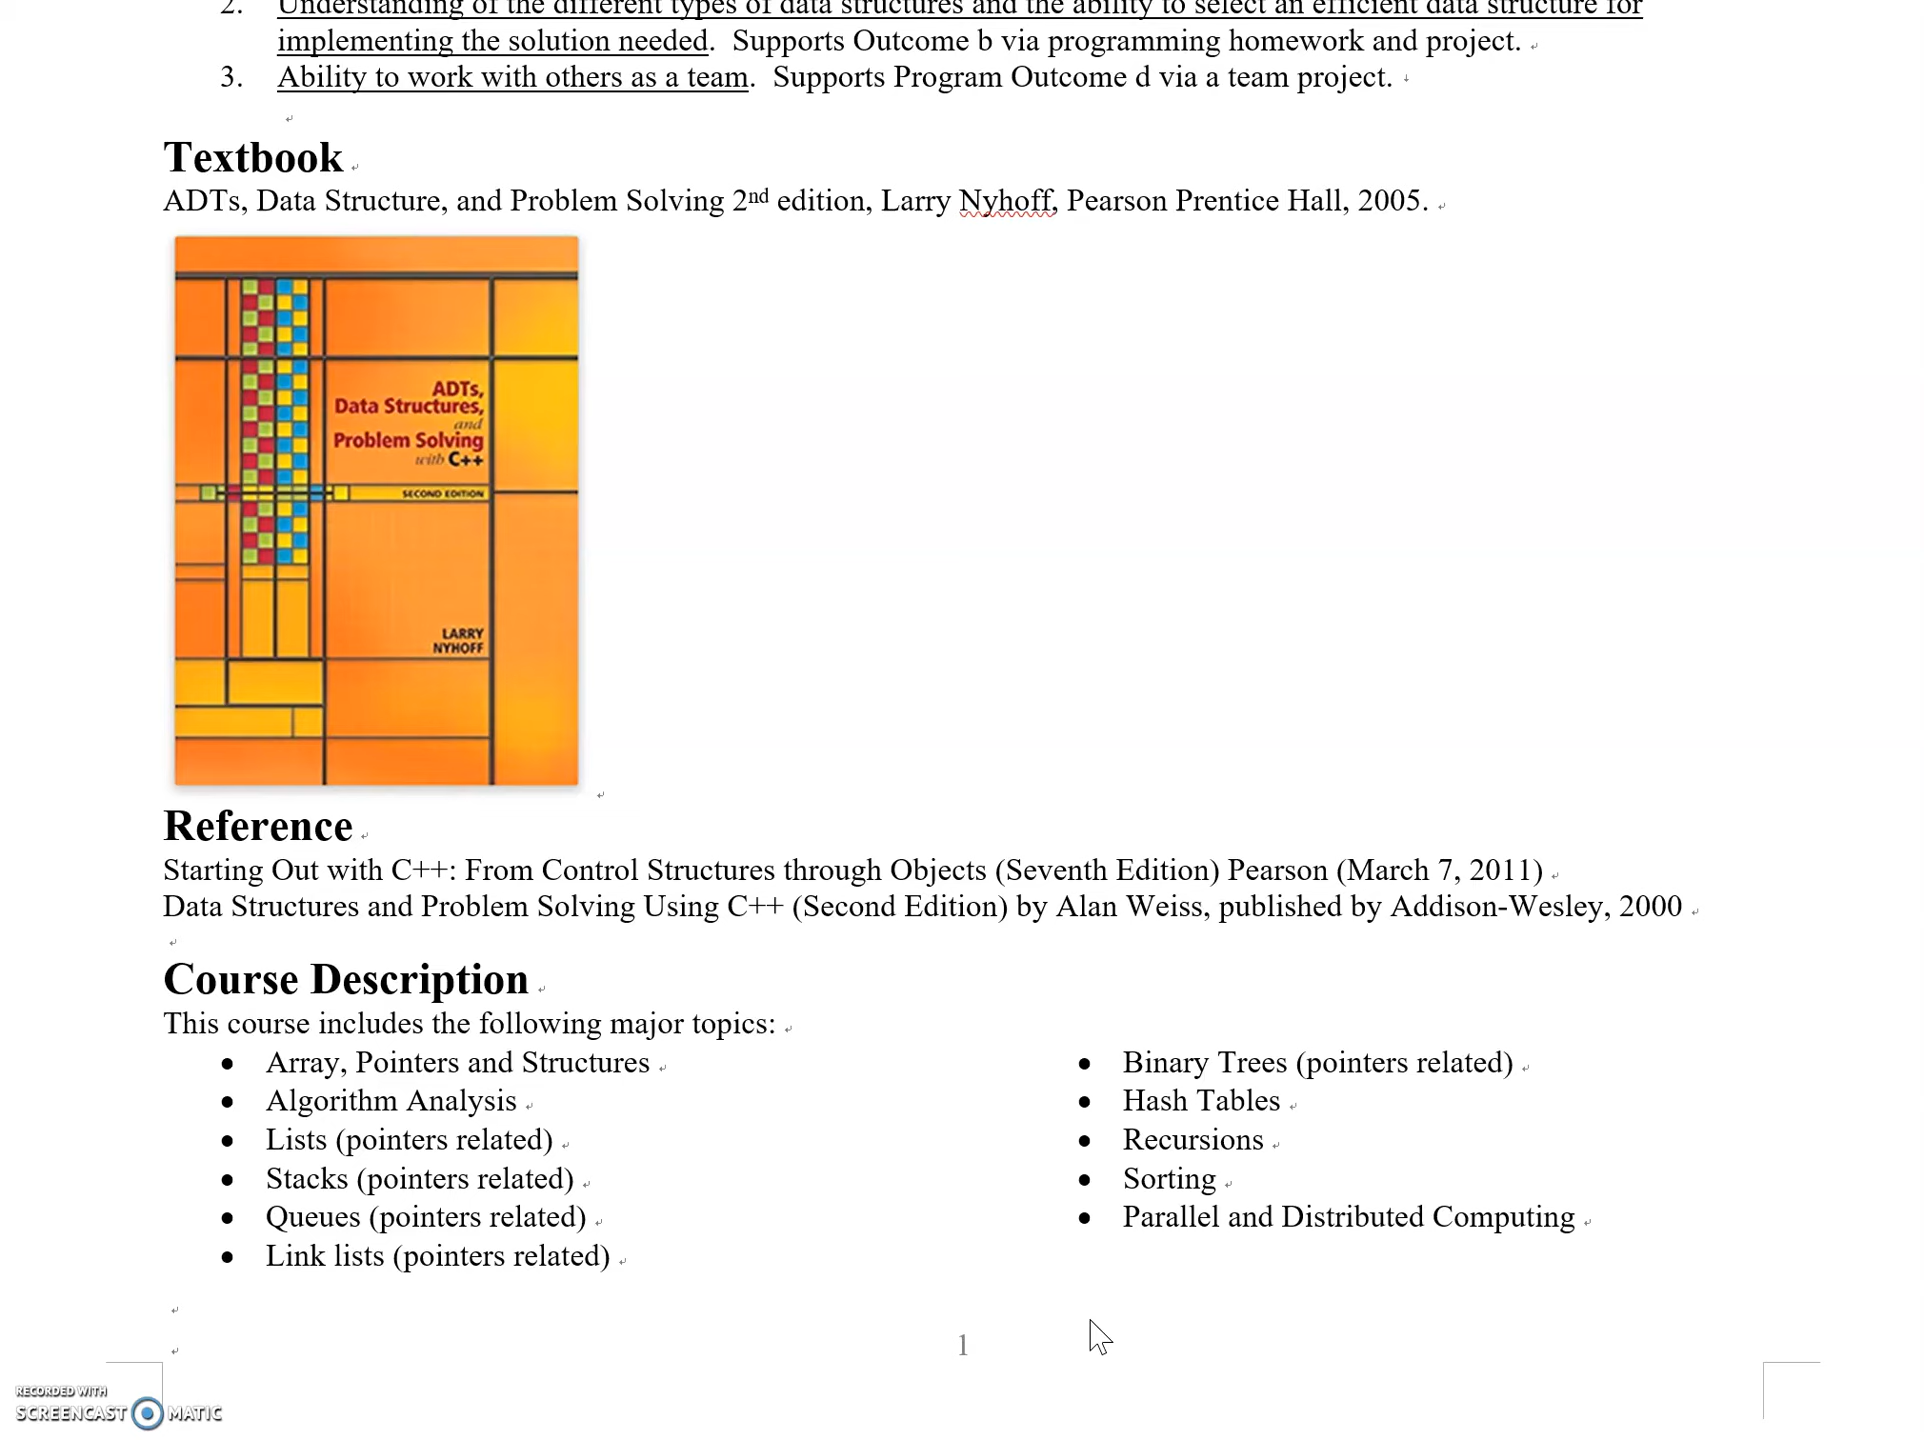 2. Understanding of the different types of data structures and the ability to select an efficient data structure for
implementing the solution needed. Supports Outcome b via programming homework and project.
3. Ability to work with others as a team. Supports Program Outcome d via a team project.
Textbook
ADTs, Data Structure, and Problem Solving 2nd edition, Larry Nyhoff, Pearson Prentice Hall, 2005.
ADTs,
Data Structures,
and
Problem Solving
with C++
SECOND EDITION
LARRY
NYHOFF
Reference
Starting Out with C++: From Control Structures through Objects (Seventh Edition) Pearson (March 7, 2011)
Data Structures and Problem Solving Using C++ (Second Edition) by Alan Weiss, published by Addison-Wesley, 2000
Course Description
This course includes the following major topics:
• Array, Pointers and Structures
• Algorithm Analysis
• Lists (pointers related)
• Stacks (pointers related)
• Queues (pointers related)
• Link lists (pointers related)
• Binary Trees (pointers related)
• Hash Tables
• Recursions
• Sorting
• Parallel and Distributed Computing
1
RECORDED WITH
SCREENCAST MATIC